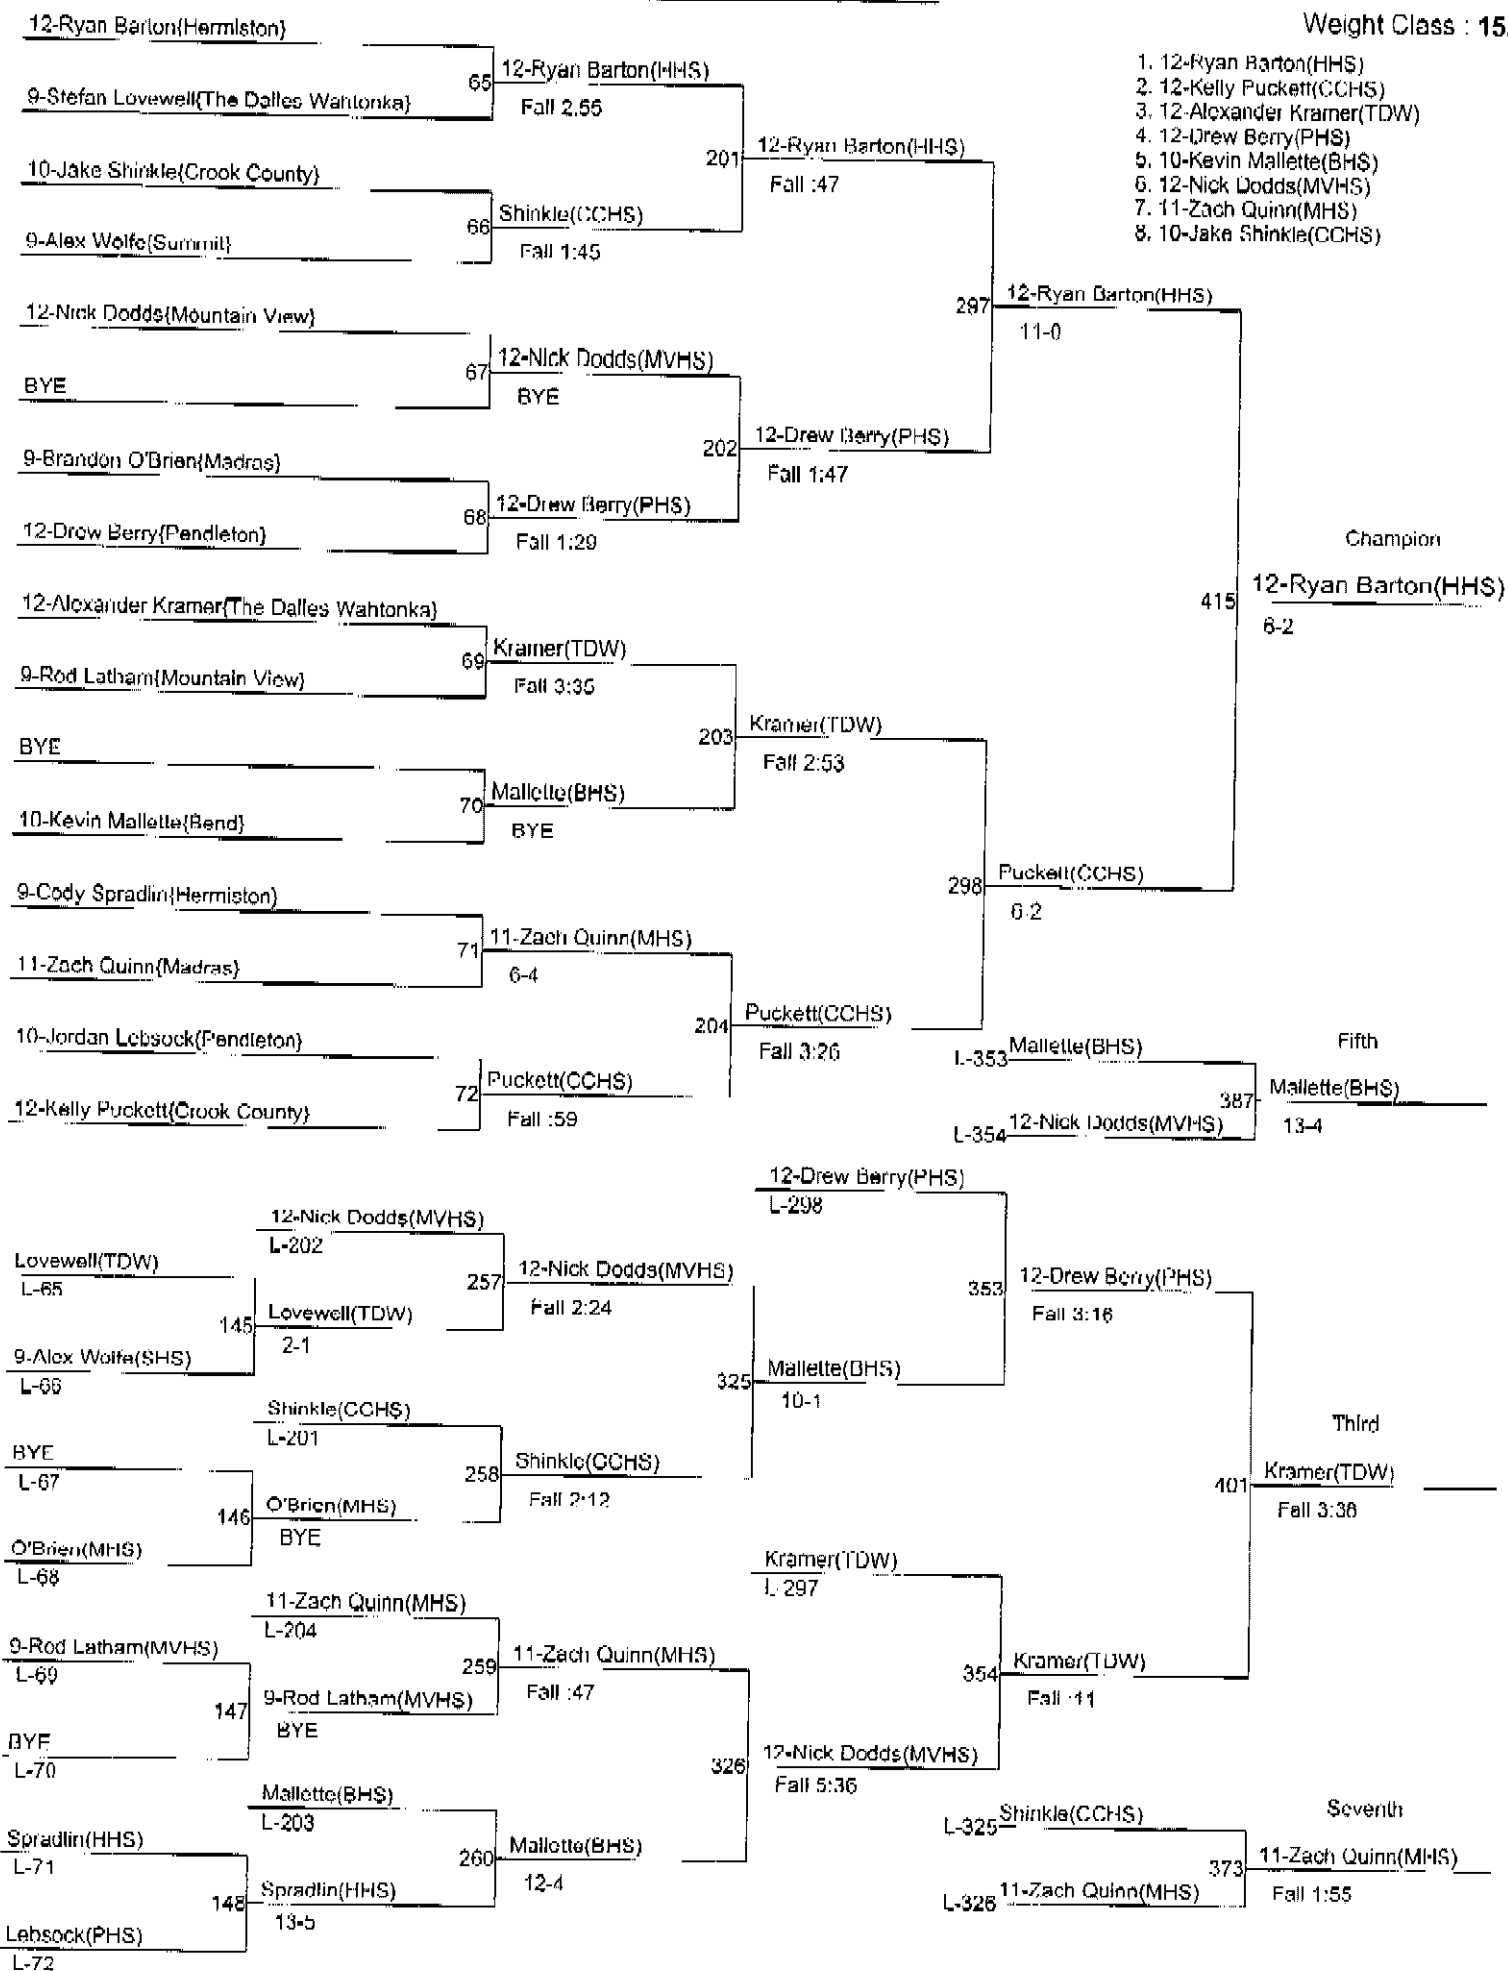 Weight Class : 15
1. 12-Ryan Barton(HHS)
2. 12-Kelly Puckett(CCHS)
3. 12-Alexander Kramer(TDW)
4. 12-Drew Berry(PHS)
5. 10-Kevin Mallette(BHS)
6. 12-Nick Dodds(MVHS)
7. 11-Zach Quinn(MHS)
8. 10-Jake Shinkle(CCHS)
12-Ryan Barton{Hermiston}
65 12-Ryan Barton(HHS)
9-Stefan Lovewell{The Dalles Wahtonka}
Fall 2:55
201 12-Ryan Barton(HHS)
Fall :47
10-Jake Shinkle{Crook County}
66 Shinkle(CCHS)
9-Alex Wolfe{Summit}
Fall 1:45
297 12-Ryan Barton(HHS)
11-0
12-Nick Dodds{Mountain View}
67 12-Nick Dodds(MVHS)
BYE
BYE
202 12-Drew Berry(PHS)
Fall 1:47
9-Brandon O'Brien{Madras}
68 12-Drew Berry(PHS)
12-Drew Berry{Pendleton}
Fall 1:29
Champion
415 12-Ryan Barton(HHS)
6-2
12-Alexander Kramer{The Dalles Wahtonka}
69 Kramer(TDW)
9-Rod Latham{Mountain View}
Fall 3:35
203 Kramer(TDW)
Fall 2:53
BYE
70 Mallette(BHS)
10-Kevin Mallette{Bend}
BYE
298 Puckett(CCHS)
6-2
9-Cody Spradlin{Hermiston}
71 11-Zach Quinn(MHS)
11-Zach Quinn{Madras}
6-4
204 Puckett(CCHS)
Fall 3:26
10-Jordan Lebsock{Pendleton}
72 Puckett(CCHS)
12-Kelly Puckett{Crook County}
Fall :59
Fifth
L-353 Mallette(BHS)
387 Mallette(BHS)
L-354 12-Nick Dodds(MVHS)
13-4
12-Drew Berry(PHS)
L-298
12-Nick Dodds(MVHS)
L-202
Lovewell(TDW)
L-65
257 12-Nick Dodds(MVHS)
Fall 2:24
353 12-Drew Berry(PHS)
Fall 3:16
145 Lovewell(TDW)
2-1
9-Alex Wolfe(SHS)
L-66
325 Mallette(BHS)
10-1
Shinkle(CCHS)
L-201
BYE
L-67
258 Shinkle(CCHS)
Fall 2:12
146 O'Brien(MHS)
BYE
O'Brien(MHS)
L-68
Third
401 Kramer(TDW)
Fall 3:38
Kramer(TDW)
L-297
11-Zach Quinn(MHS)
L-204
9-Rod Latham(MVHS)
L-69
259 11-Zach Quinn(MHS)
Fall :47
354 Kramer(TDW)
Fall :11
147 9-Rod Latham(MVHS)
BYE
BYE
L-70
326 12-Nick Dodds(MVHS)
Fall 5:36
Mallette(BHS)
L-203
Spradlin(HHS)
L-71
260 Mallette(BHS)
12-4
148 Spradlin(HHS)
13-5
Lebsock(PHS)
L-72
Seventh
L-325 Shinkle(CCHS)
373 11-Zach Quinn(MHS)
L-326 11-Zach Quinn(MHS)
Fall 1:55